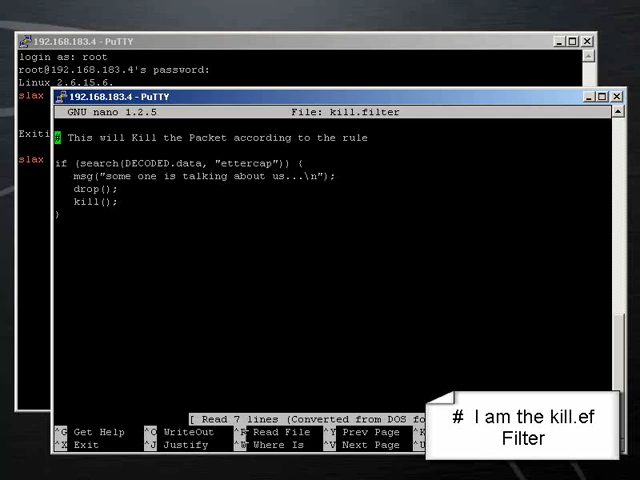 192.168.183.4 - PuTTY
login as: root
root@192.168.183.4's password:
Linux 2.6.15.6.
slax
192.168.183.4 - PuTTY
GNU nano 1.2.5 File: kill.filter
Exiti
# This will Kill the Packet according to the rule
slax
if (search(DECODED.data, "ettercap")) {
msg("some one is talking about us...\n");
drop();
kill();
}
[ Read 7 lines (Converted from DOS fo
^G Get Help ^O WriteOut ^R Read File ^Y Prev Page ^K
^X Exit ^J Justify ^W Where Is ^V Next Page ^U
# I am the kill.ef
Filter